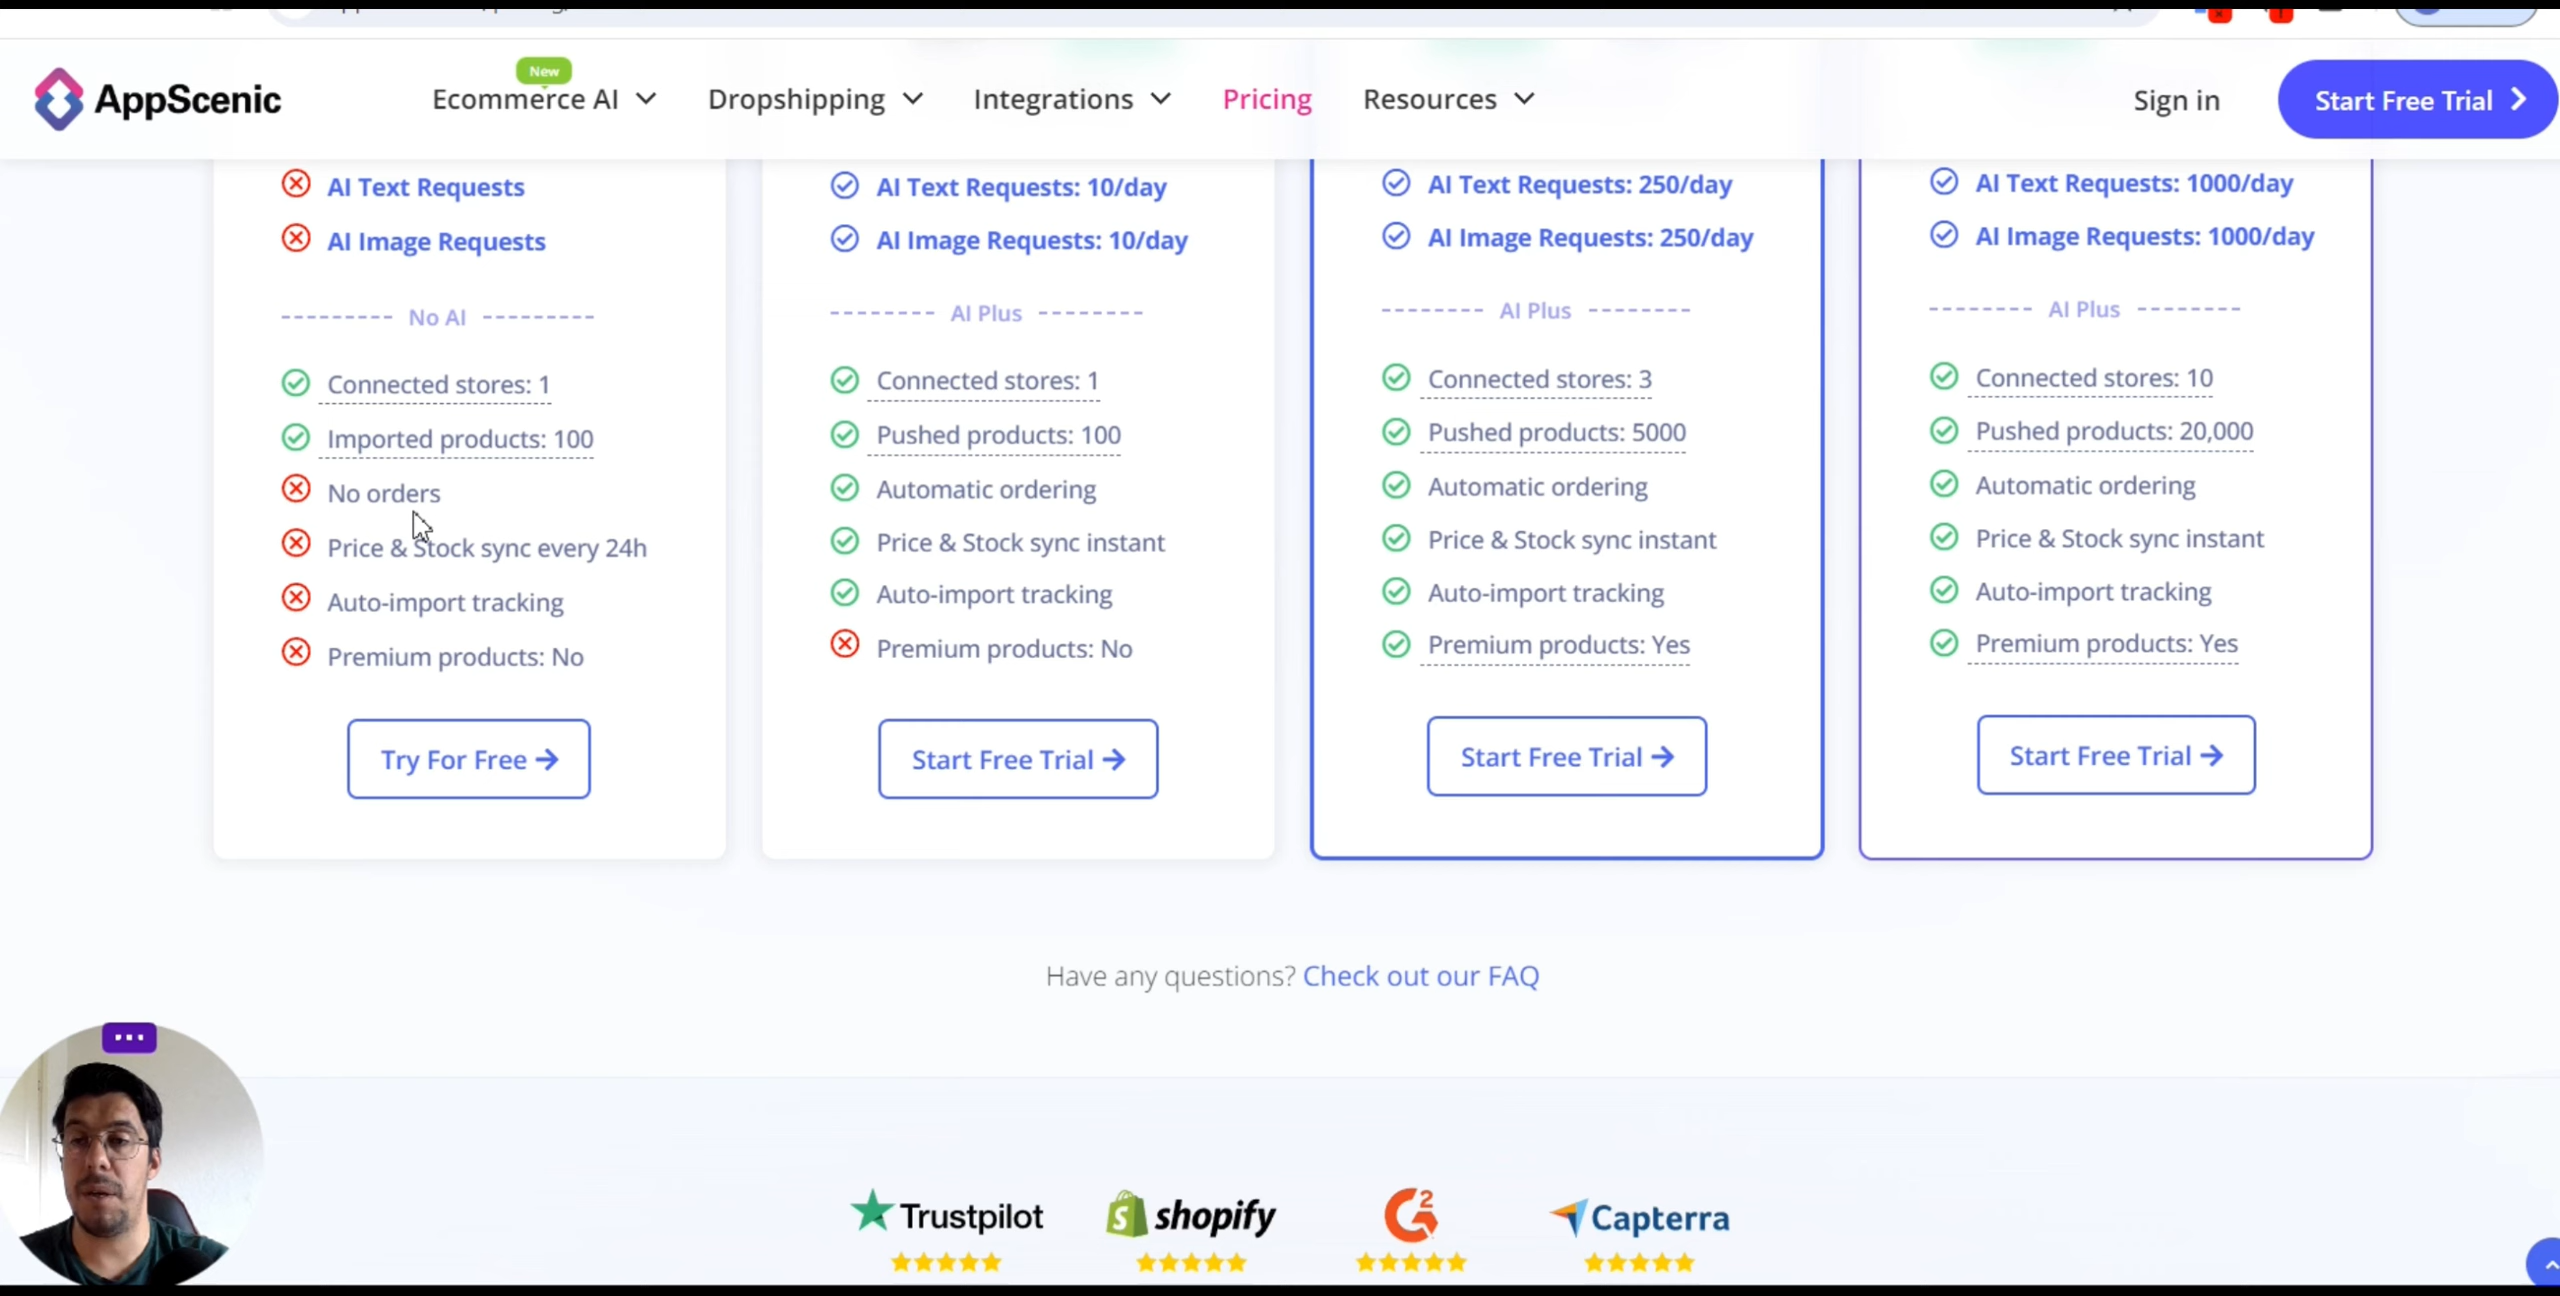 AppScenic
New
Ecommerce AI
Dropshipping
Integrations
Pricing
Resources
Sign in
Start Free Trial
AI Text Requests
AI Image Requests
No AI
Connected stores: 1
Imported products: 100
No orders
Price & Stock sync every 24h
Auto-import tracking
Premium products: No
Try For Free
AI Text Requests: 10/day
AI Image Requests: 10/day
AI Plus
Connected stores: 1
Pushed products: 100
Automatic ordering
Price & Stock sync instant
Auto-import tracking
Premium products: No
Start Free Trial
AI Text Requests: 250/day
AI Image Requests: 250/day
AI Plus
Connected stores: 3
Pushed products: 5000
Automatic ordering
Price & Stock sync instant
Auto-import tracking
Premium products: Yes
Start Free Trial
AI Text Requests: 1000/day
AI Image Requests: 1000/day
AI Plus
Connected stores: 10
Pushed products: 20,000
Automatic ordering
Price & Stock sync instant
Auto-import tracking
Premium products: Yes
Start Free Trial
Have any questions? Check out our FAQ
Trustpilot
shopify
G2
Capterra